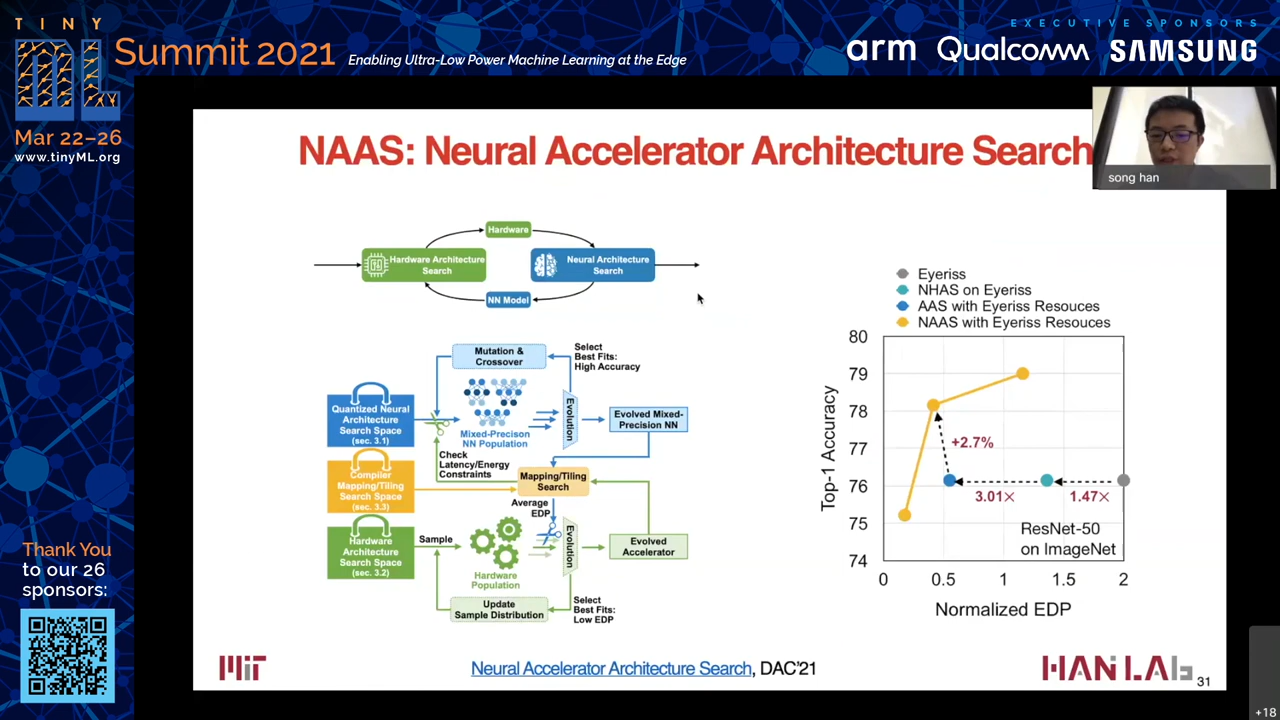 TINY
ML
Summit 2021
Enabling Ultra-Low Power Machine Learning at the Edge
EXECUTIVE SPONSORS
arm Qualcomm SAMSUNG
Mar 22–26
www.tinyML.org
NAAS: Neural Accelerator Architecture Search
song han
Hardware
Hardware Architecture
Search
Neural Architecture
Search
NN Model
Mutation &
Crossover
Select
Best Fits:
High Accuracy
Quantized Neural
Architecture
Search Space
(sec. 3.1)
Mixed-Precison
NN Population
Evolution
Evolved Mixed-
Precision NN
Check
Latency/Energy
Constraints
Compiler
Mapping/Tiling
Search Space
(sec. 3.3)
Mapping/Tiling
Search
Average
EDP
Hardware
Architecture
Search Space
(sec. 3.2)
Sample
Hardware
Population
Evolution
Evolved
Accelerator
Update
Sample Distribution
Select
Best Fits:
Low EDP
Eyeriss
NHAS on Eyeriss
AAS with Eyeriss Resouces
NAAS with Eyeriss Resouces
80
79
78
77
76
75
74
Top-1 Accuracy
+2.7%
3.01×
1.47×
ResNet-50
on ImageNet
0 0.5 1 1.5 2
Normalized EDP
Thank You
to our 26
sponsors:
MIT
Neural Accelerator Architecture Search, DAC'21
HAN LAB
31
+18